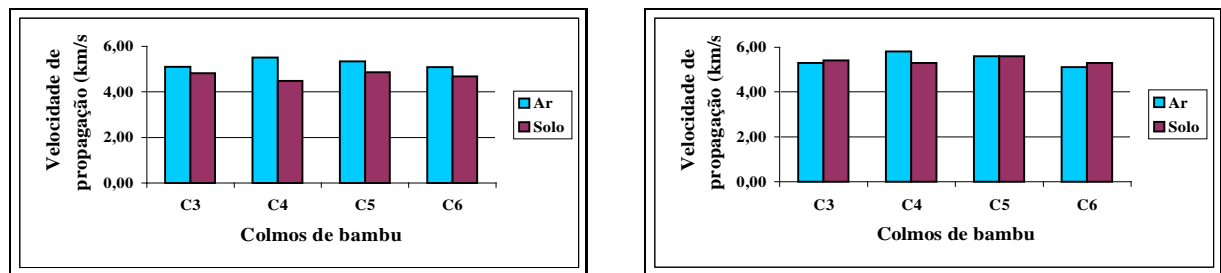 Velocidade de
propagação (km/s
6,00
4,00
2,00
0,00
C3 C4 C5 C6
Colmos de bambu
Ar
Solo
Velocidade de
propagação (km/s
6,00
4,00
2,00
0,00
C3 C4 C5 C6
Colmos de bambu
Ar
Solo